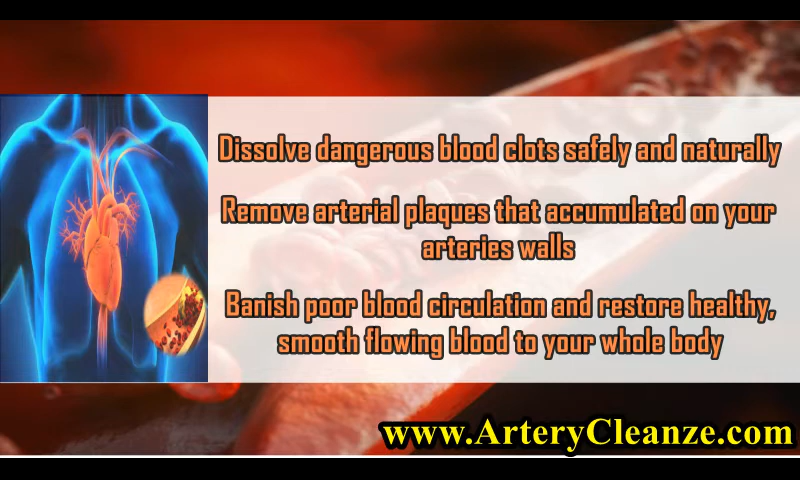 Dissolve dangerous blood clots safely and naturally
Remove arterial plaques that accumulated on your
arteries walls
Banish poor blood circulation and restore healthy,
smooth flowing blood to your whole body
www.ArteryCleanze.com